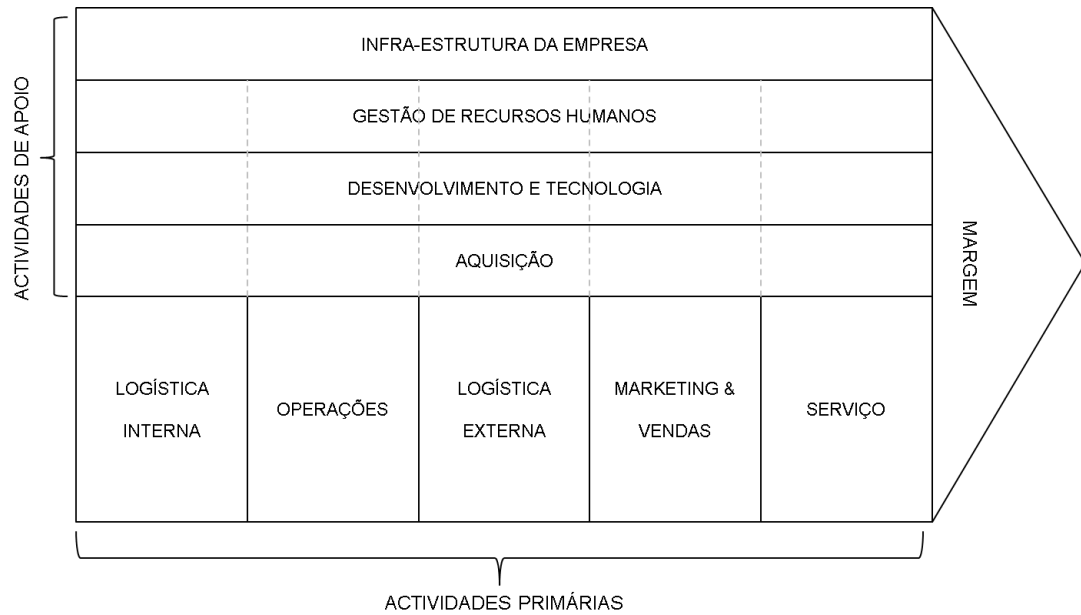 INFRA-ESTRUTURA DA EMPRESA
GESTÃO DE RECURSOS HUMANOS
DESENVOLVIMENTO E TECNOLOGIA
AQUISIÇÃO
ACTIVIDADES DE APOIO
LOGÍSTICA
INTERNA
OPERAÇÕES
LOGÍSTICA
EXTERNA
MARKETING &
VENDAS
SERVIÇO
MARGEM
ACTIVIDADES PRIMÁRIAS